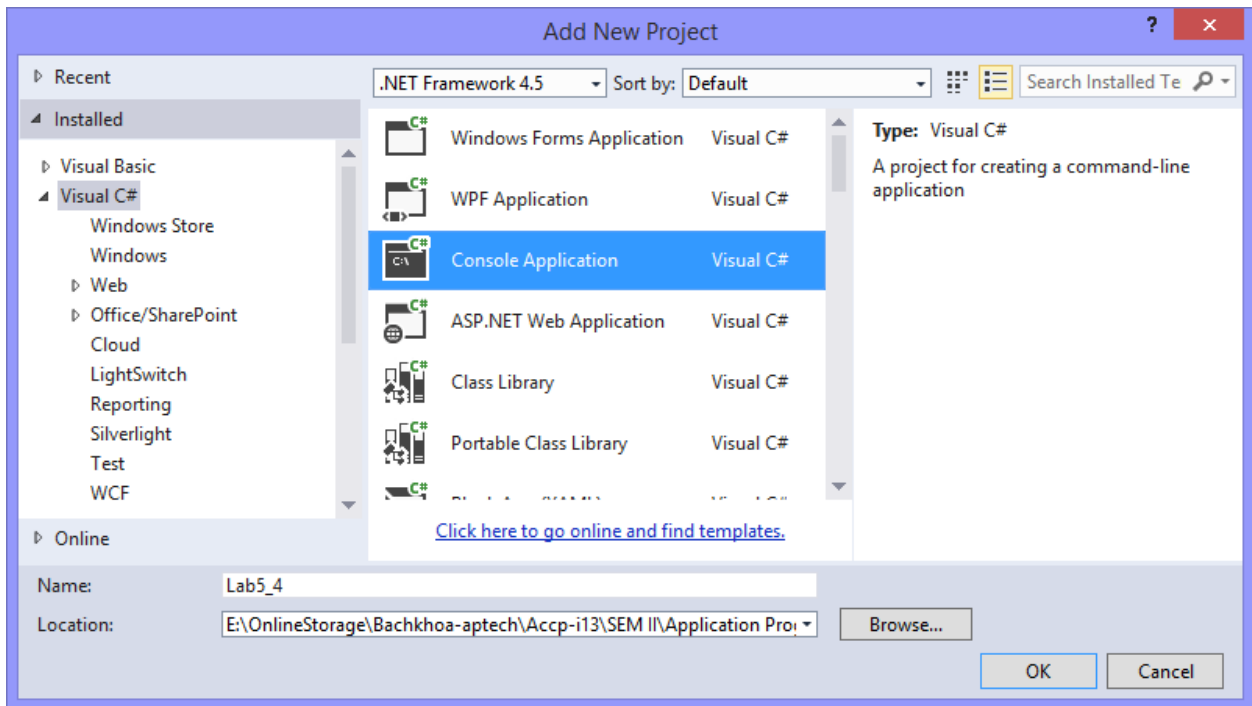 Add New Project
?
Recent
Installed
Visual Basic
Visual C#
Windows Store
Windows
Web
Office/SharePoint
Cloud
LightSwitch
Reporting
Silverlight
Test
WCF
Online
.NET Framework 4.5 Sort by: Default
Search Installed Te
C# Windows Forms Application Visual C#
C# WPF Application Visual C#
C# C:\ Console Application Visual C#
C# ASP.NET Web Application Visual C#
C# Class Library Visual C#
C# Portable Class Library Visual C#
C#
Click here to go online and find templates.
Type: Visual C#
A project for creating a command-line
application
Name: Lab5_4
Location: E:\OnlineStorage\Bachkhoa-aptech\Accp-i13\SEM II\Application Pro
Browse...
OK Cancel